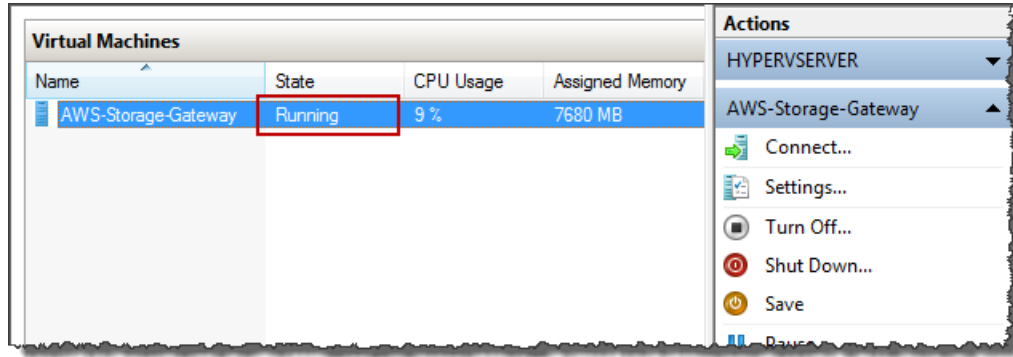 Virtual Machines
Name State CPU Usage Assigned Memory
AWS-Storage-Gateway Running 9 % 7680 MB
Actions
HYPERVSERVER
AWS-Storage-Gateway
Connect...
Settings...
Turn Off...
Shut Down...
Save
Pause